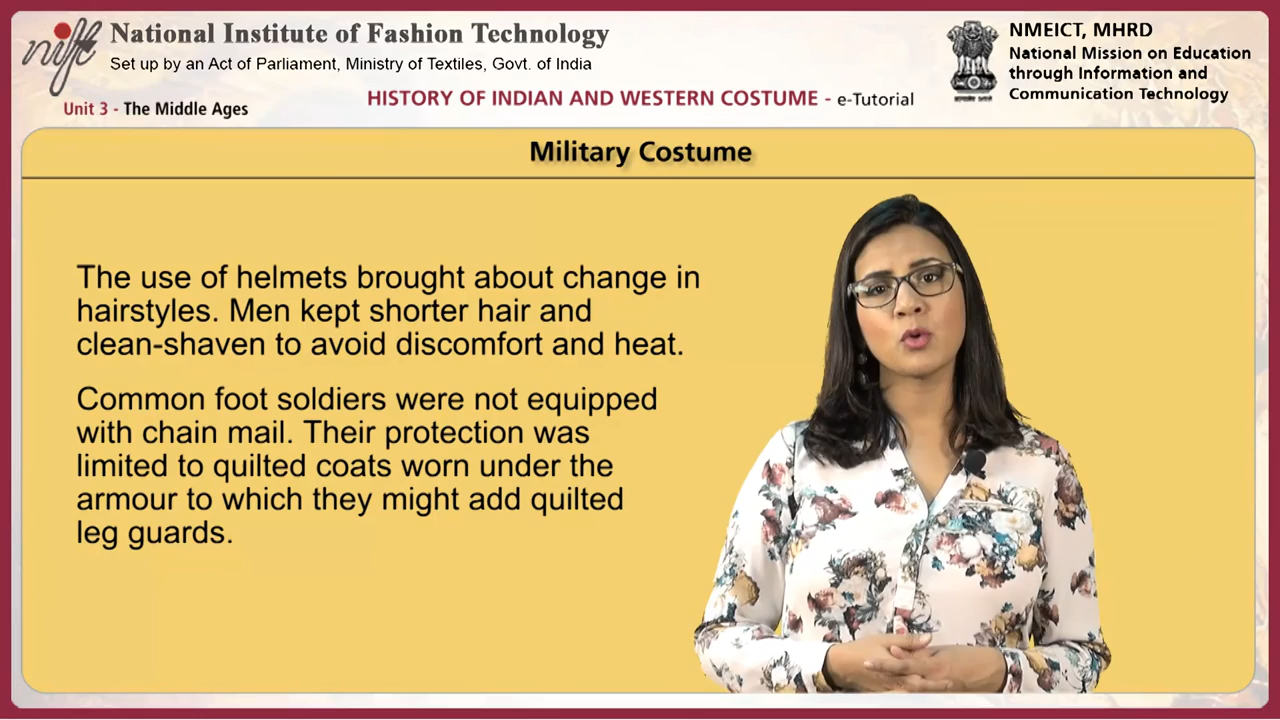 nift
National Institute of Fashion Technology
Set up by an Act of Parliament, Ministry of Textiles, Govt. of India
Unit 3 - The Middle Ages
HISTORY OF INDIAN AND WESTERN COSTUME - e-Tutorial
NMEICT, MHRD
National Mission on Education
through Information and
Communication Technology
Military Costume
The use of helmets brought about change in
hairstyles. Men kept shorter hair and
clean-shaven to avoid discomfort and heat.
Common foot soldiers were not equipped
with chain mail. Their protection was
limited to quilted coats worn under the
armour to which they might add quilted
leg guards.